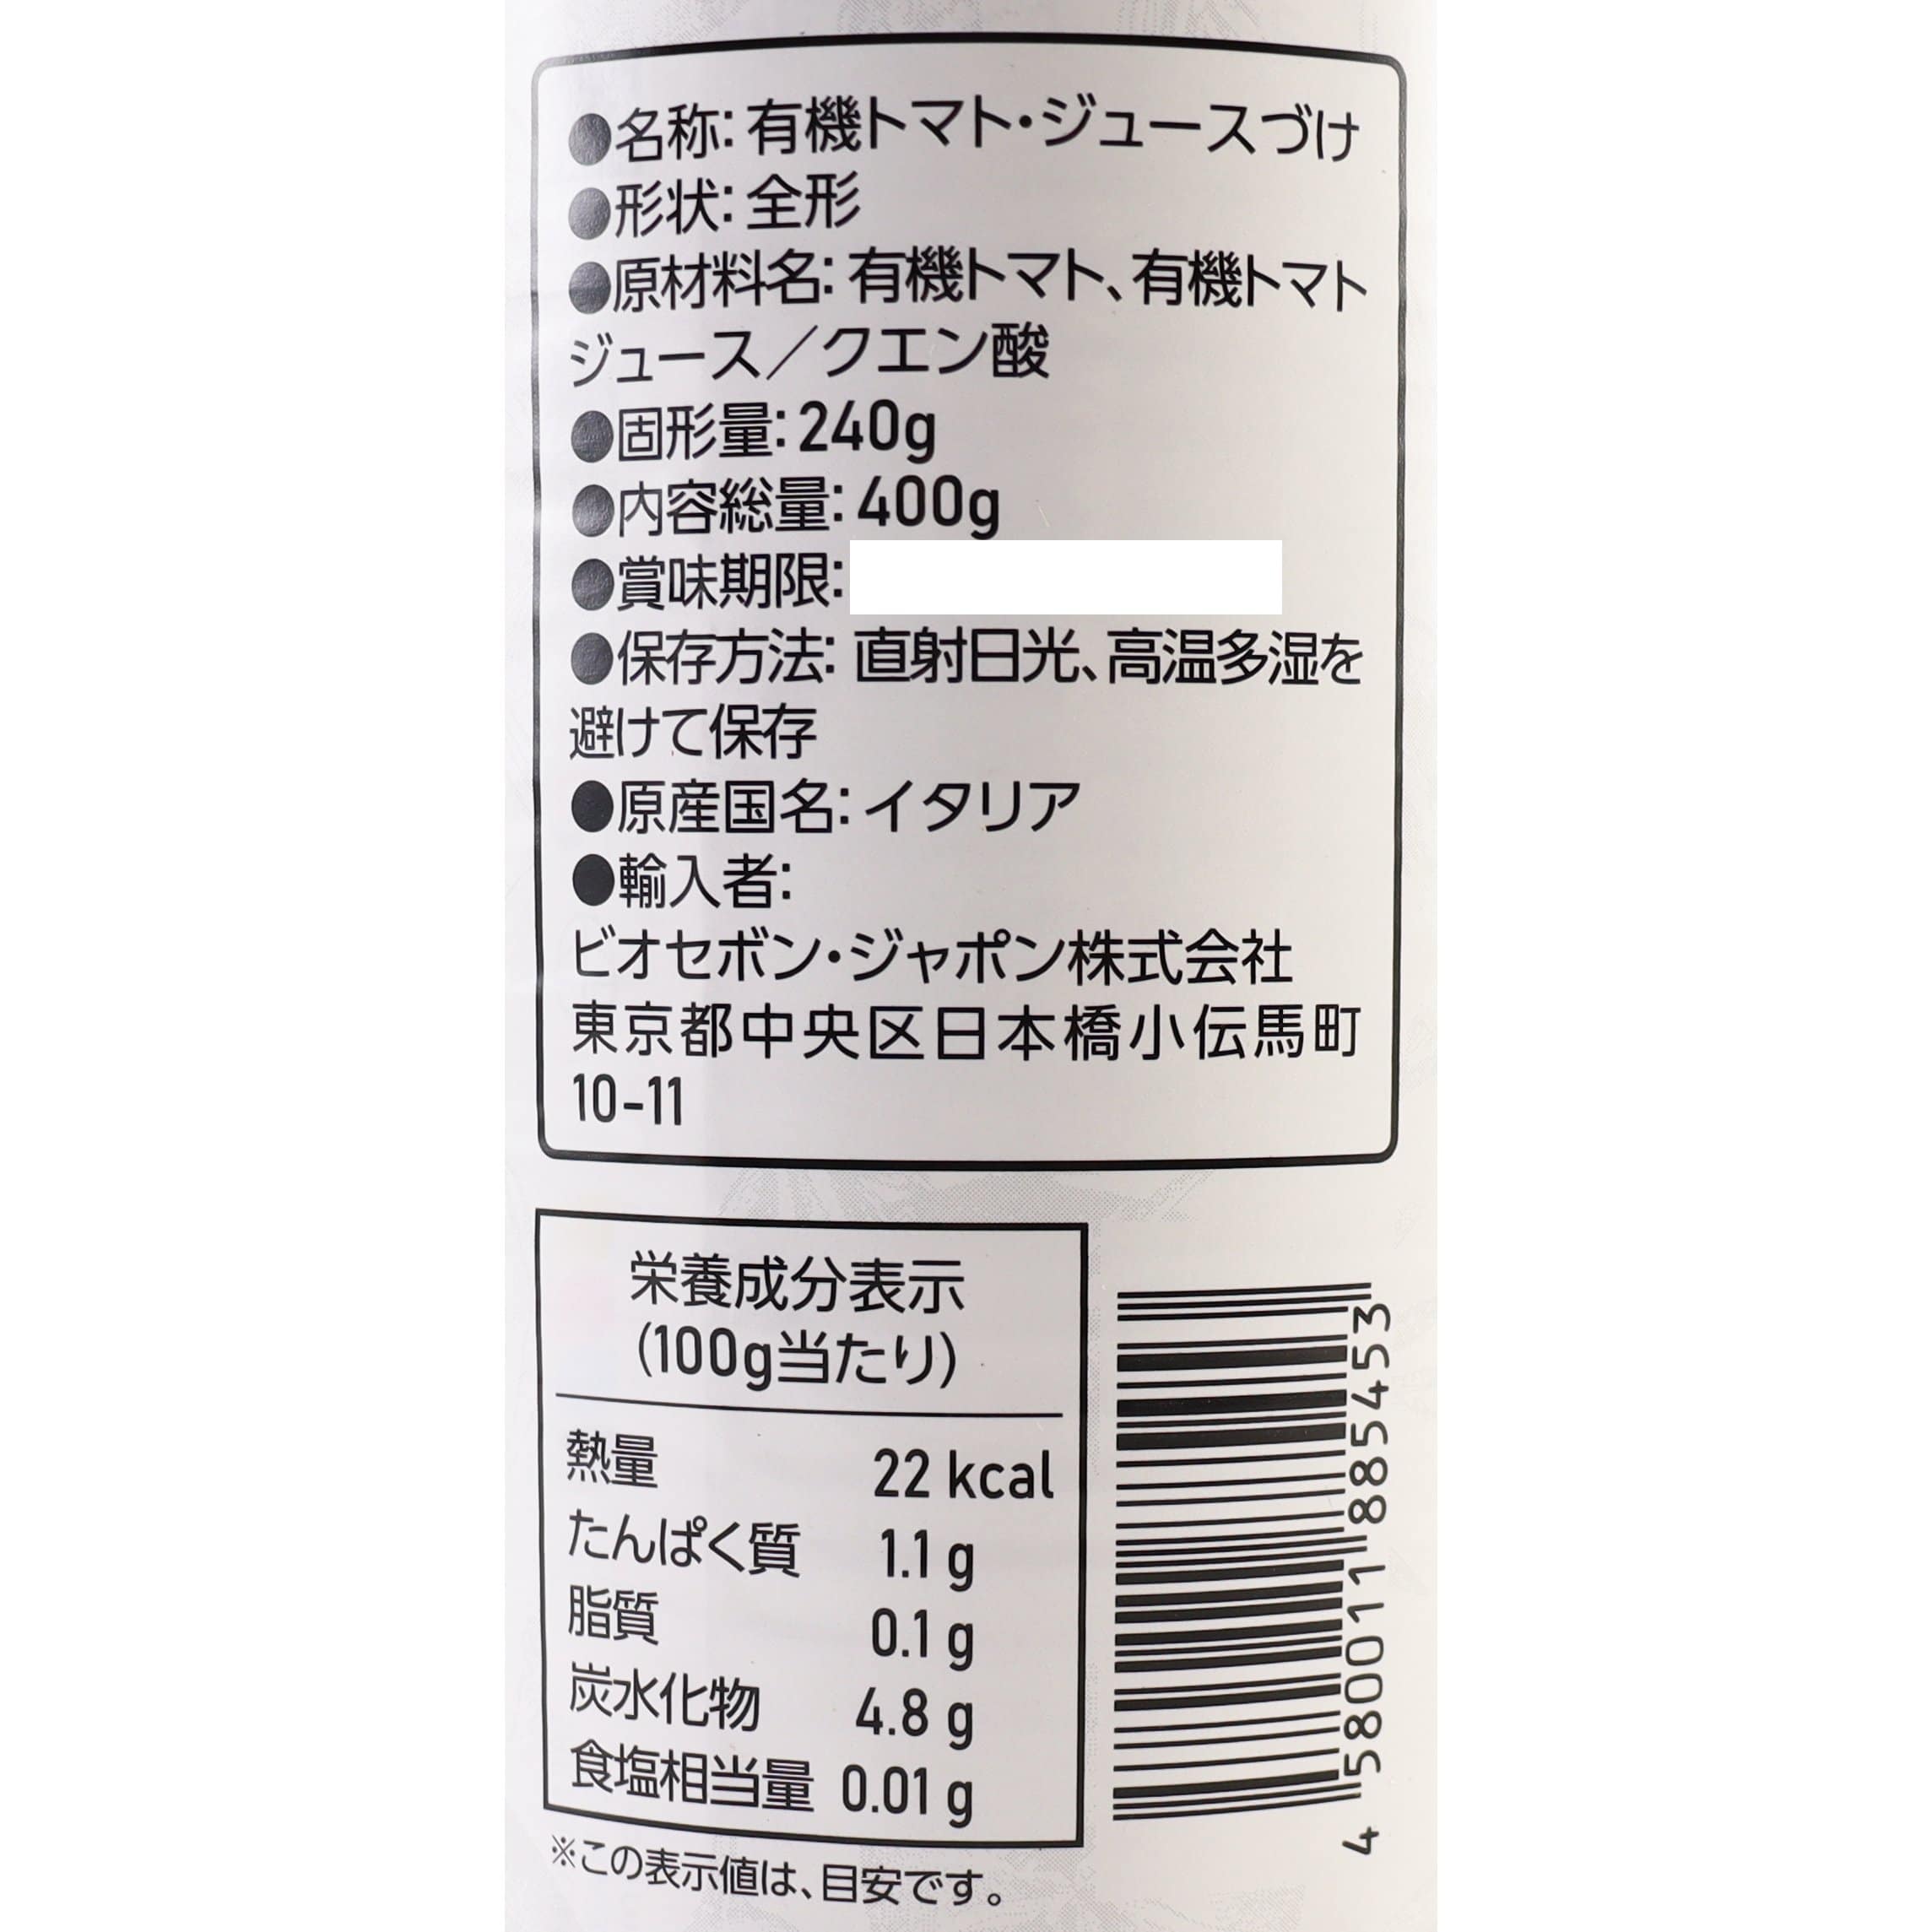 ●名称:有機トマト・ジュースづけ
●形状:全形
●原材料名:有機トマト、有機トマト
ジュース/クエン酸
●固形量:240g
●内容総量:400g
●賞味期限:
●保存方法:直射日光、高温多湿を
避けて保存
●原産国名:イタリア
●輸入者:
ビオセボン・ジャポン株式会社
東京都中央区日本橋小伝馬町
10-11
栄養成分表示
(100g当たり)
熱量 22 kcal
たんぱく質 1.1 g
脂質 0.1 g
炭水化物 4.8 g
食塩相当量 0.01 g
※この表示値は、目安です。
4 580011 885453